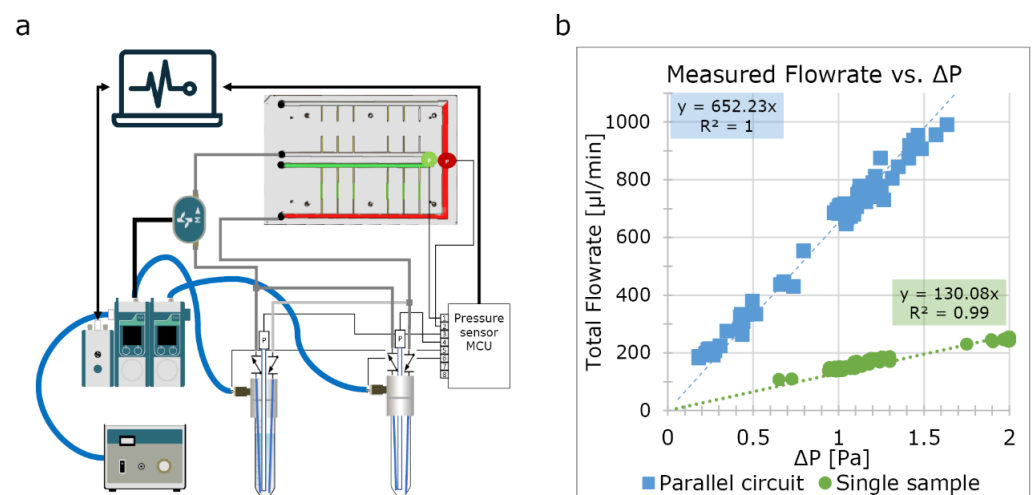 a
P
P
M
Pressure
sensor
MCU
1
2
3
4
5
6
7
8
P
P
b
Measured Flowrate vs. ΔP
y = 652.23x
R² = 1
y = 130.08x
R² = 0.99
Total Flowrate [µl/min]
1000
800
600
400
200
0
0
0.5
1
1.5
2
ΔP [Pa]
Parallel circuit
Single sample